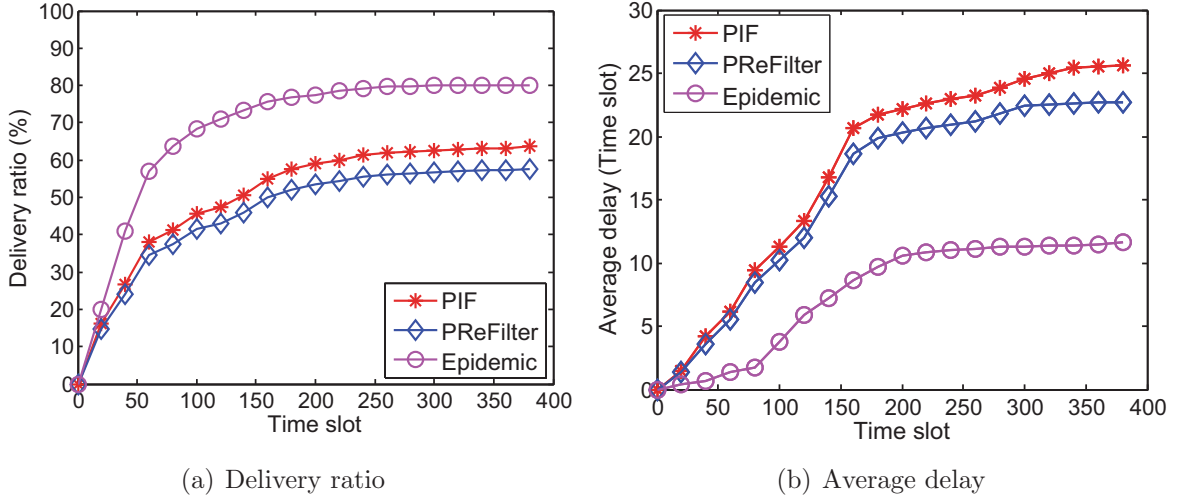 100
90
80
70
60
50
40
30
20
10
0
Delivery ratio (%)
PIF
PReFilter
Epidemic
0 50 100 150 200 250 300 350 400
Time slot
(a) Delivery ratio
30
25
20
15
10
5
0
Average delay (Time slot)
PIF
PReFilter
Epidemic
0 50 100 150 200 250 300 350 400
Time slot
(b) Average delay